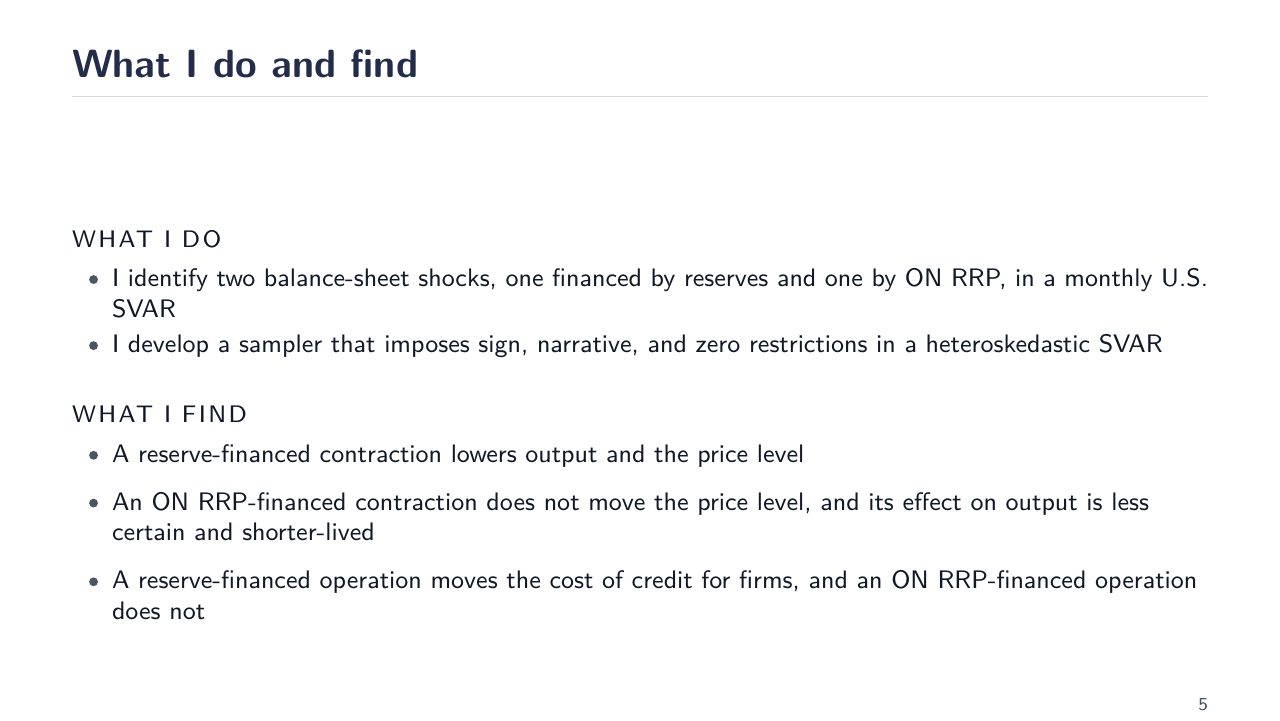 What I do and find
WHAT I DO
• I identify two balance-sheet shocks, one financed by reserves and one by ON RRP, in a monthly U.S.
SVAR
• I develop a sampler that imposes sign, narrative, and zero restrictions in a heteroskedastic SVAR
WHAT I FIND
• A reserve-financed contraction lowers output and the price level
• An ON RRP-financed contraction does not move the price level, and its effect on output is less
certain and shorter-lived
• A reserve-financed operation moves the cost of credit for firms, and an ON RRP-financed operation
does not
5